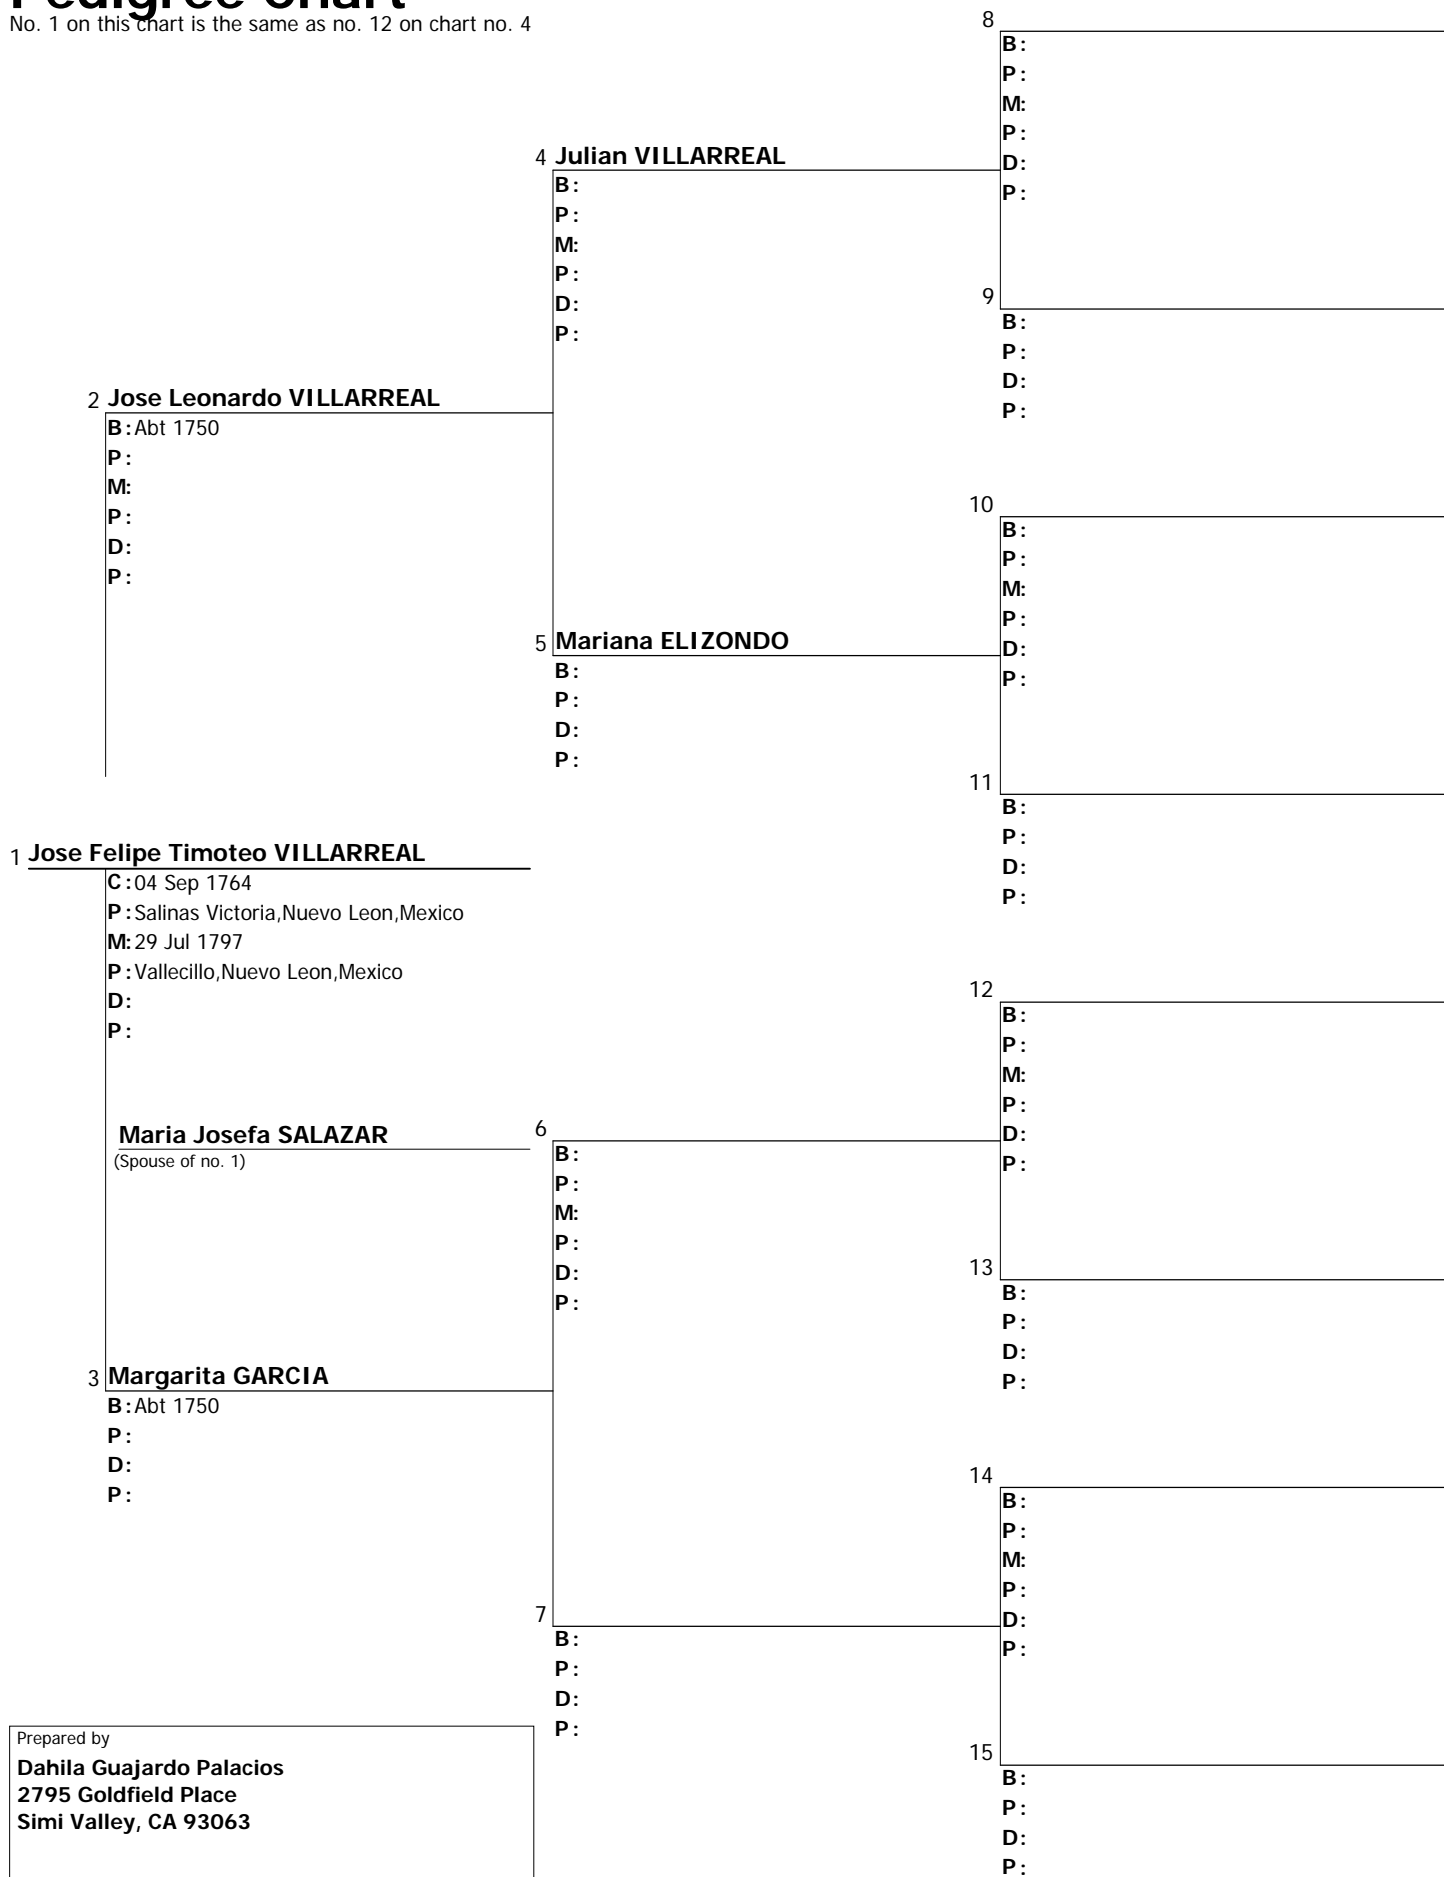 Pedigree Chart
No. 1 on this chart is the same as no. 12 on chart no. 4
8
B:
P:
M:
P:
D:
P:
4 Julian VILLARREAL
B:
P:
M:
P:
D:
P:
9
B:
P:
D:
P:
2 Jose Leonardo VILLARREAL
B: Abt 1750
P:
M:
P:
D:
P:
10
B:
P:
M:
P:
D:
P:
5 Mariana ELIZONDO
B:
P:
D:
P:
11
B:
P:
D:
P:
1 Jose Felipe Timoteo VILLARREAL
C: 04 Sep 1764
P: Salinas Victoria,Nuevo Leon,Mexico
M: 29 Jul 1797
P: Vallecillo,Nuevo Leon,Mexico
D:
P:
Maria Josefa SALAZAR
(Spouse of no. 1)
12
B:
P:
M:
P:
D:
P:
6
B:
P:
M:
P:
D:
P:
13
B:
P:
D:
P:
3 Margarita GARCIA
B: Abt 1750
P:
D:
P:
14
B:
P:
M:
P:
D:
P:
7
B:
P:
D:
P:
15
B:
P:
D:
P:
Prepared by
Dahila Guajardo Palacios
2795 Goldfield Place
Simi Valley, CA 93063